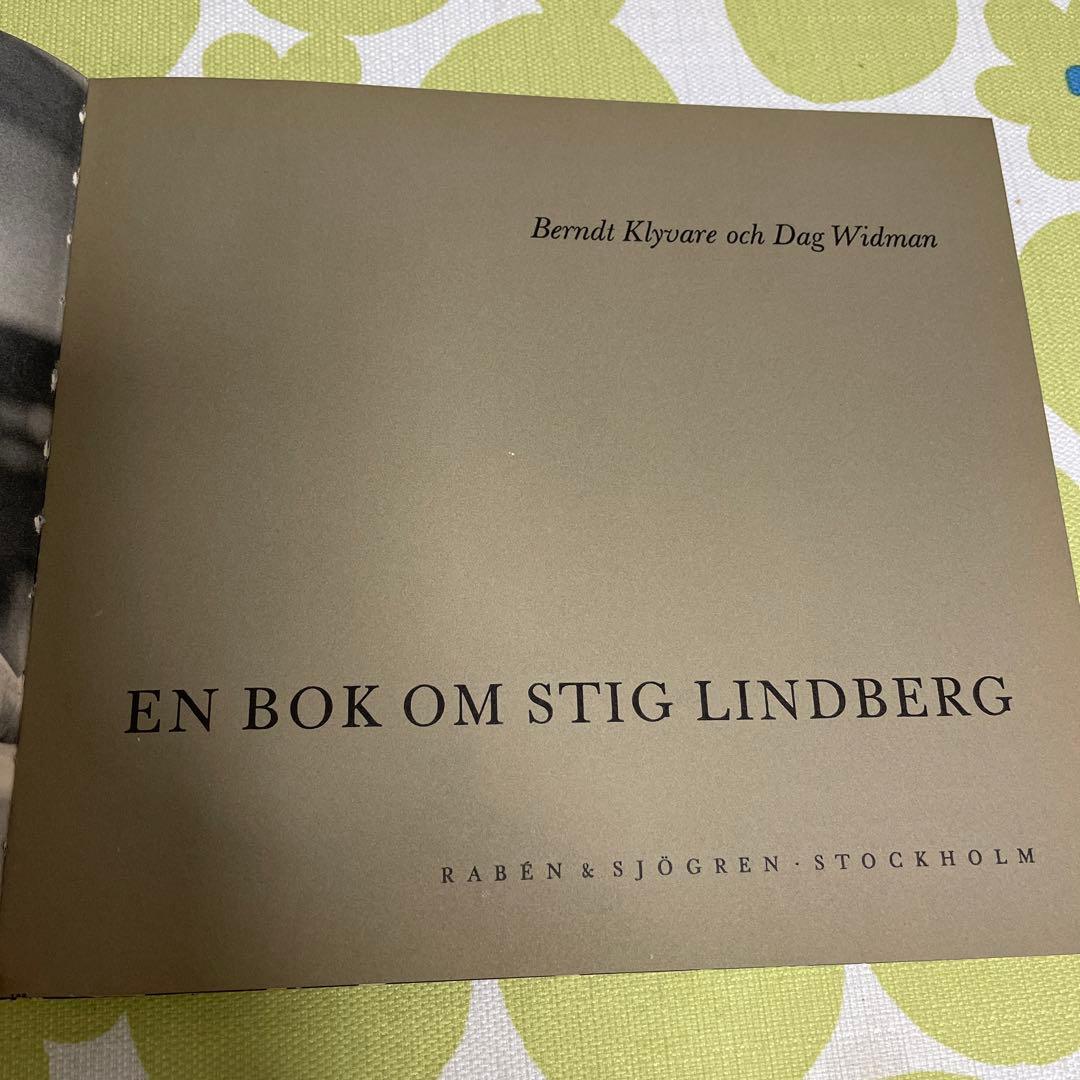 Berndt Klyvare och Dag Widman
EN BOK OM STIG LINDBERG
RABÉN & SJÖGREN · STOCKHOLM